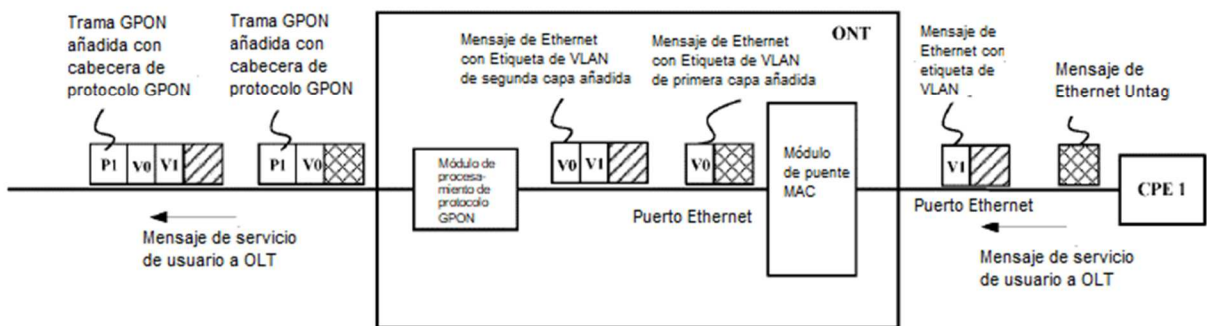 Trama GPON
añadida con
cabecera de
protocolo GPON
Trama GPON
añadida con
cabecera de
protocolo GPON
Mensaje de Ethernet
con Etiqueta de VLAN
de segunda capa añadida
Mensaje de Ethernet
con Etiqueta de VLAN
de primera capa añadida
ONT
Mensaje de
Ethernet con
etiqueta de
VLAN
Mensaje de
Ethernet Untag
P1 V0 V1
P1 V0
Módulo de
procesa-
miento de
protocolo
GPON
V0 V1
V0
Módulo
de puente
MAC
V1
CPE 1
Puerto Ethernet
Puerto Ethernet
Mensaje de servicio
de usuario a OLT
Mensaje de servicio
de usuario a OLT